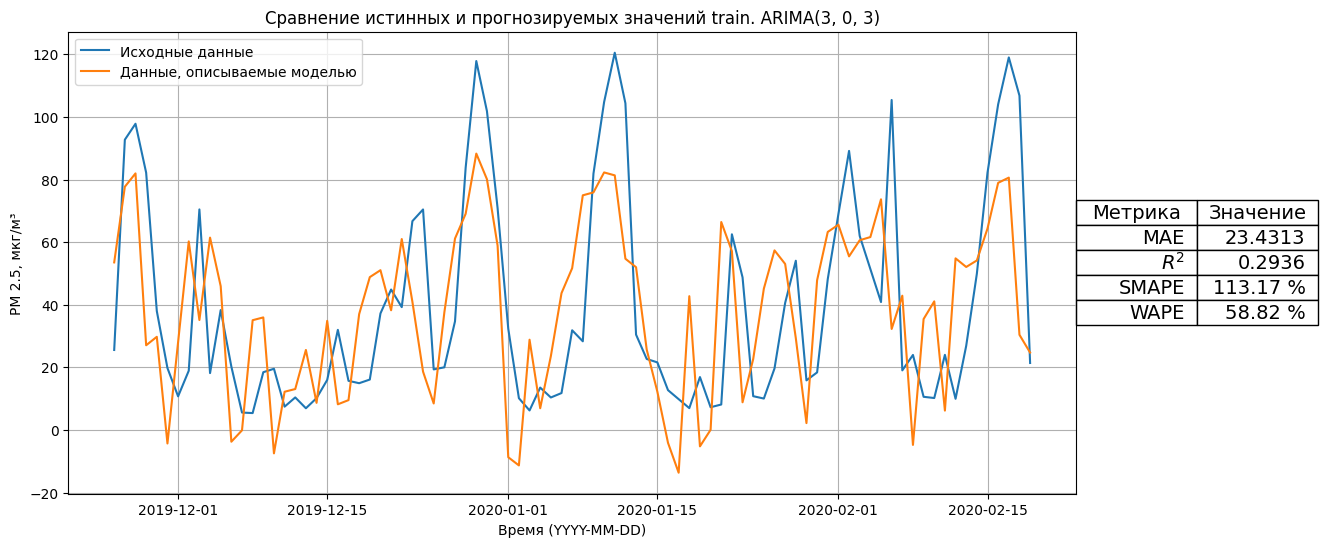 Сравнение истинных и прогнозируемых значений train. ARIMA(3, 0, 3)
Исходные данные
Данные, описываемые моделью
120
100
80
60
40
20
0
−20
PM 2.5, мкг/м³
2019-12-01 2019-12-15 2020-01-01 2020-01-15 2020-02-01 2020-02-15
Время (YYYY-MM-DD)
Метрика Значение
MAE 23.4313
R² 0.2936
SMAPE 113.17 %
WAPE 58.82 %